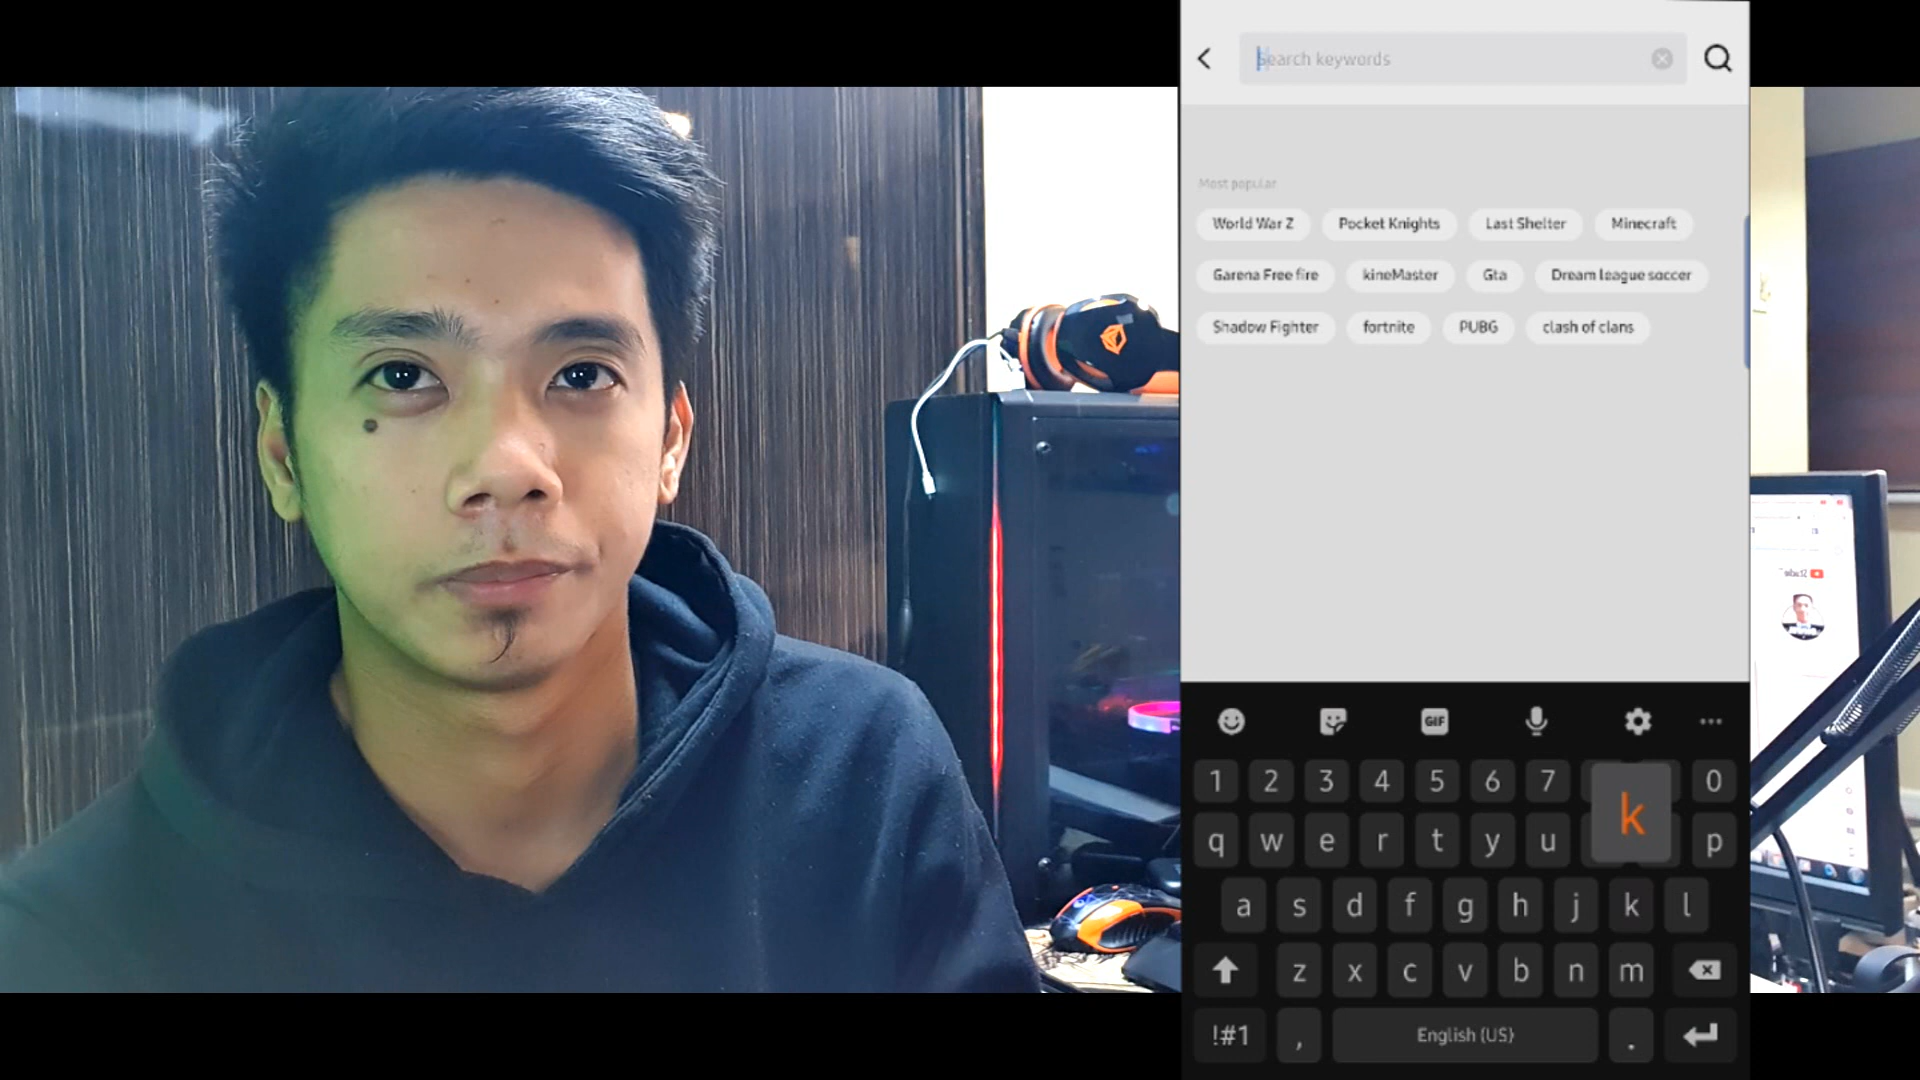 Search keywords
Most popular
World War Z Pocket Knights Last Shelter Minecraft
Garena Free fire kineMaster Gta Dream league soccer
Shadow Fighter fortnite PUBG clash of clans
GIF
1 2 3 4 5 6 7 0
k
q w e r t y u p
a s d f g h j k l
z x c v b n m
!#1 , English (US) .